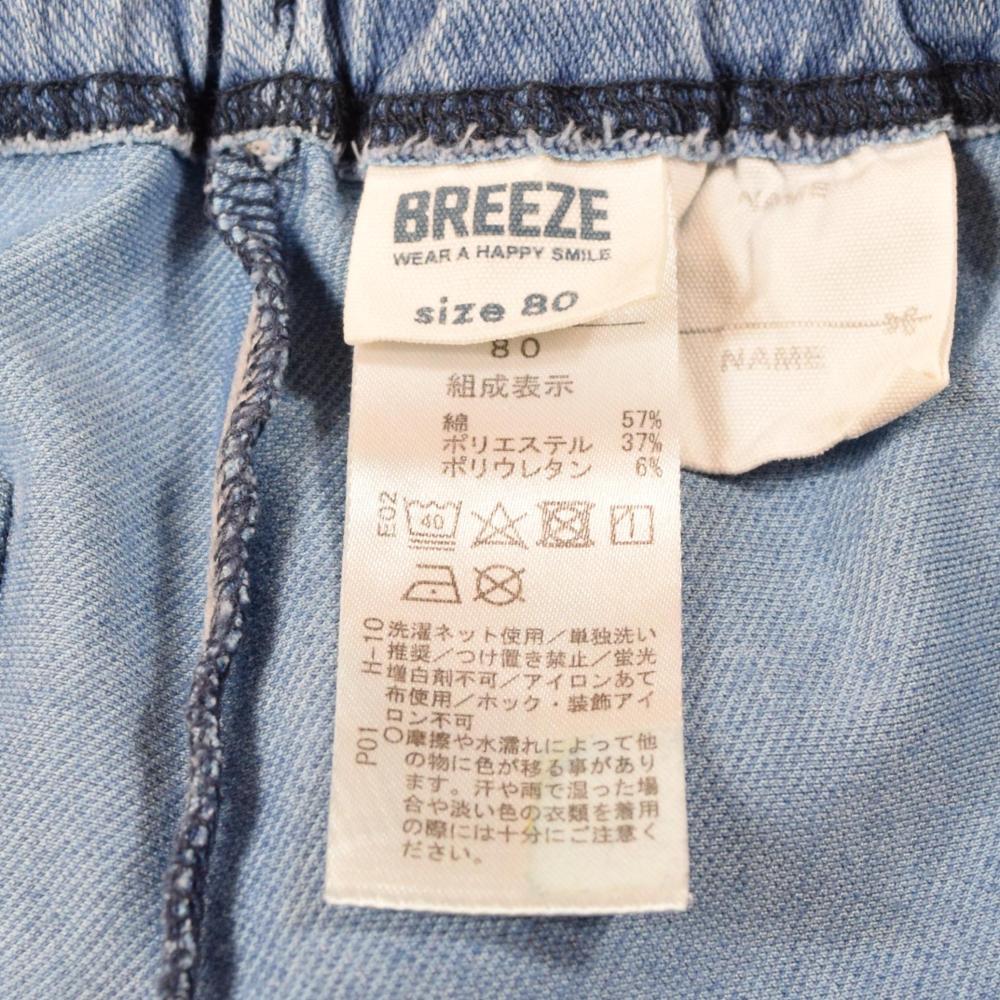 BREEZE
WEAR A HAPPY SMILE
size 80
NAME
NAME
80
組成表示
綿 57%
ポリエステル 37%
ポリウレタン 6%
E02
40
H-10
洗濯ネット使用／単独洗い
推奨／つけ置き禁止／蛍光
増白剤不可／アイロンあて
布使用／ホック・装飾アイ
ロン不可
P01
○摩擦や水濡れによって他
の物に色が移る事があり
ます。汗や雨で湿った場
合や淡い色の衣類を着用
の際には十分にご注意く
ださい。